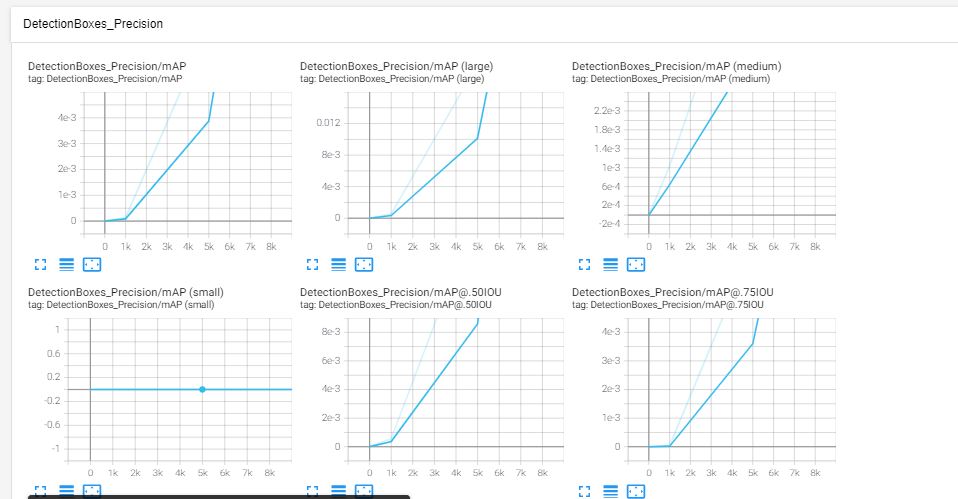 DetectionBoxes_Precision
DetectionBoxes_Precision/mAP
tag: DetectionBoxes_Precision/mAP
4e-3
3e-3
2e-3
1e-3
0
0 1k 2k 3k 4k 5k 6k 7k 8k
DetectionBoxes_Precision/mAP (large)
tag: DetectionBoxes_Precision/mAP (large)
0.012
8e-3
4e-3
0
0 1k 2k 3k 4k 5k 6k 7k 8k
DetectionBoxes_Precision/mAP (medium)
tag: DetectionBoxes_Precision/mAP (medium)
2.2e-3
1.8e-3
1.4e-3
1e-3
6e-4
2e-4
-2e-4
0 1k 2k 3k 4k 5k 6k 7k 8k
DetectionBoxes_Precision/mAP (small)
tag: DetectionBoxes_Precision/mAP (small)
1
0.6
0.2
-0.2
-0.6
-1
0 1k 2k 3k 4k 5k 6k 7k 8k
DetectionBoxes_Precision/mAP@.50IOU
tag: DetectionBoxes_Precision/mAP@.50IOU
8e-3
6e-3
4e-3
2e-3
0
0 1k 2k 3k 4k 5k 6k 7k 8k
DetectionBoxes_Precision/mAP@.75IOU
tag: DetectionBoxes_Precision/mAP@.75IOU
4e-3
3e-3
2e-3
1e-3
0
0 1k 2k 3k 4k 5k 6k 7k 8k